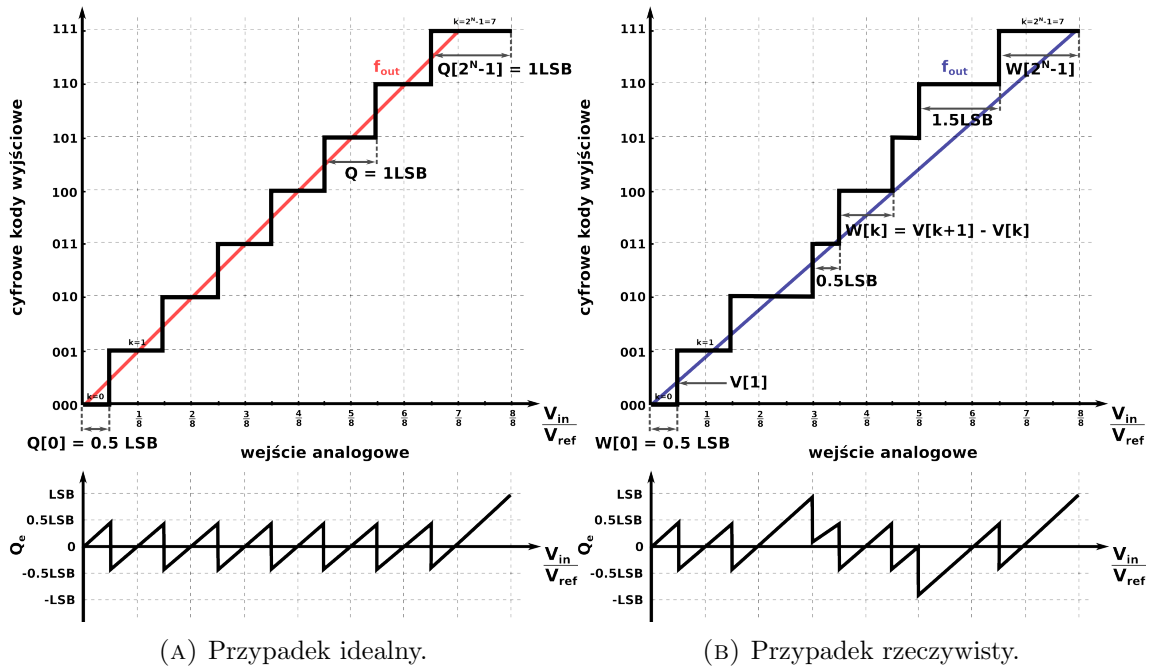 cyfrowe kody wyjściowe
111
110
101
100
011
010
001
000
k=2ᴺ-1=7
f_out
Q[2ᴺ-1] = 1LSB
Q = 1LSB
k=1
k=0
1/8 2/8 3/8 4/8 5/8 6/8 7/8 8/8
V_in/V_ref
Q[0] = 0.5 LSB
wejście analogowe
Q_e
LSB
0.5LSB
0
-0.5LSB
-LSB
V_in/V_ref
(A) Przypadek idealny.
cyfrowe kody wyjściowe
111
110
101
100
011
010
001
000
k=2ᴺ-1=7
f_out
W[2ᴺ-1]
1.5LSB
W[k] = V[k+1] - V[k]
0.5LSB
k=1
V[1]
k=0
1/8 2/8 3/8 4/8 5/8 6/8 7/8 8/8
V_in/V_ref
W[0] = 0.5 LSB
wejście analogowe
Q_e
LSB
0.5LSB
0
-0.5LSB
-LSB
V_in/V_ref
(B) Przypadek rzeczywisty.